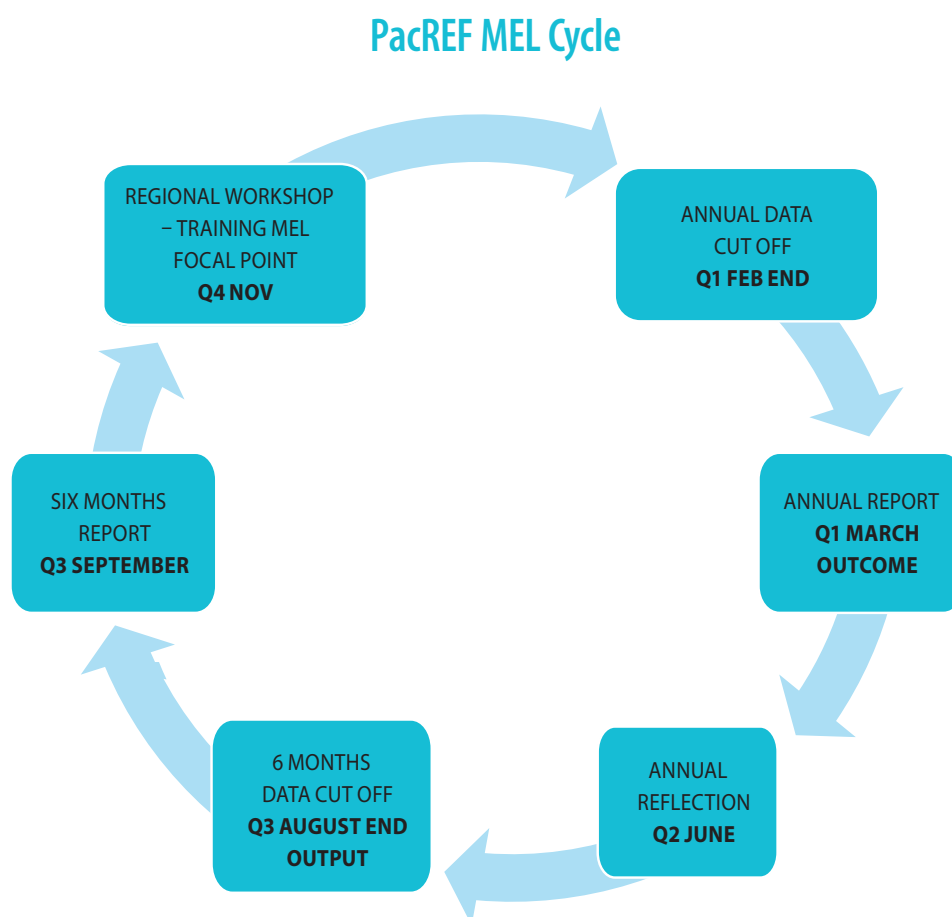 PacREF MEL Cycle
REGIONAL WORKSHOP
– TRAINING MEL
FOCAL POINT
Q4 NOV
ANNUAL DATA
CUT OFF
Q1 FEB END
ANNUAL REPORT
Q1 MARCH
OUTCOME
ANNUAL
REFLECTION
Q2 JUNE
6 MONTHS
DATA CUT OFF
Q3 AUGUST END
OUTPUT
SIX MONTHS
REPORT
Q3 SEPTEMBER